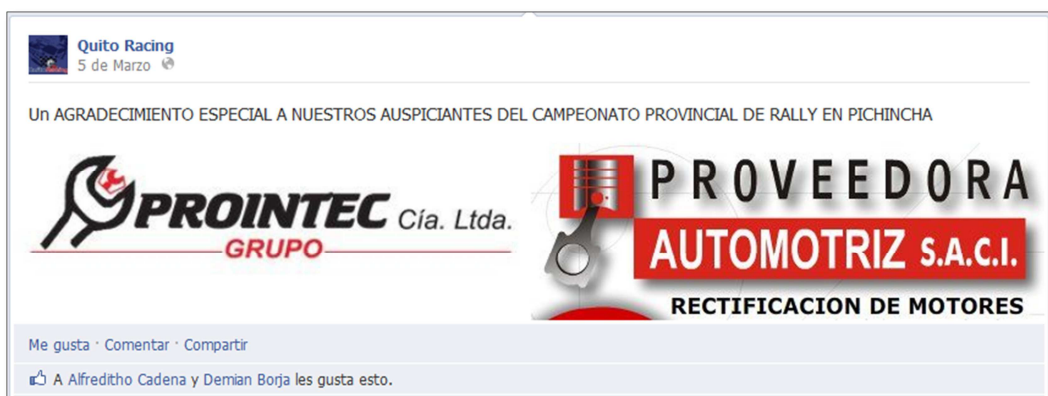 Quito Racing
5 de Marzo
Un AGRADECIMIENTO ESPECIAL A NUESTROS AUSPICIANTES DEL CAMPEONATO PROVINCIAL DE RALLY EN PICHINCHA
PROINTEC Cía. Ltda.
GRUPO
PROVEEDORA
AUTOMOTRIZ S.A.C.I.
RECTIFICACION DE MOTORES
Me gusta · Comentar · Compartir
A Alfreditho Cadena y Demian Borja les gusta esto.